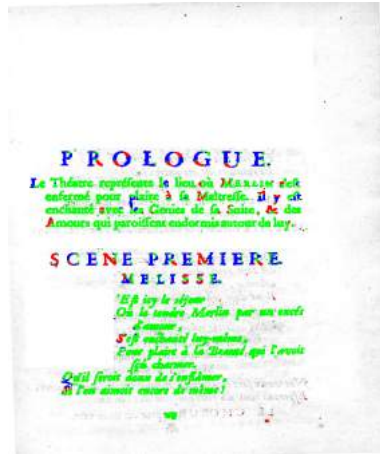 PROLOGUE.
Le Théatre représente le lieu où MERLIN s'est
enfermé pour plaire à sa Maîtresse. Il y est
enchanté avec les Genies de sa Suite, & des
Amours qui paroissent endormis autour de luy.
SCENE PREMIERE.
MELISSE.
'Est icy le séjour
Où le tendre Merlin par un excés
d'amour,
S'est enchanté luy-même,
Pour plaire à la Beauté qui l'avoit
sçû charmer.
Qu'il seroit doux de s'enflâmer,
Si l'on aimoit encore de même!